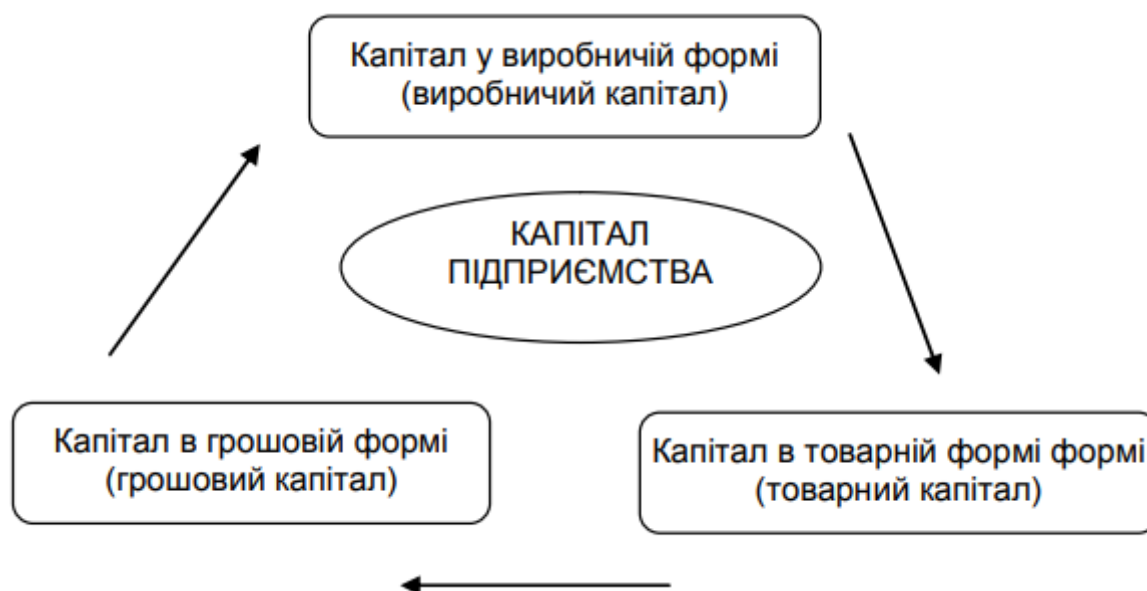 Капітал у виробничій формі
(виробничий капітал)
КАПІТАЛ
ПІДПРИЄМСТВА
Капітал в грошовій формі
(грошовий капітал)
Капітал в товарній формі формі
(товарний капітал)